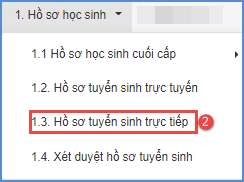 1. Hồ sơ học sinh
1.1 Hồ sơ học sinh cuối cấp
1.2. Hồ sơ tuyển sinh trực tuyến
1.3. Hồ sơ tuyển sinh trực tiếp 2
1.4. Xét duyệt hồ sơ tuyển sinh